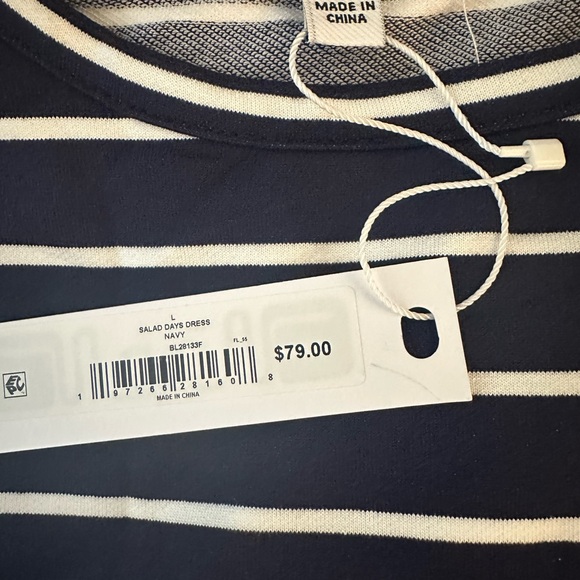 MADE IN
CHINA
L
SALAD DAYS DRESS
NAVY
BL28133F
FL_55
$79.00
1 97266 28160 8
MADE IN CHINA